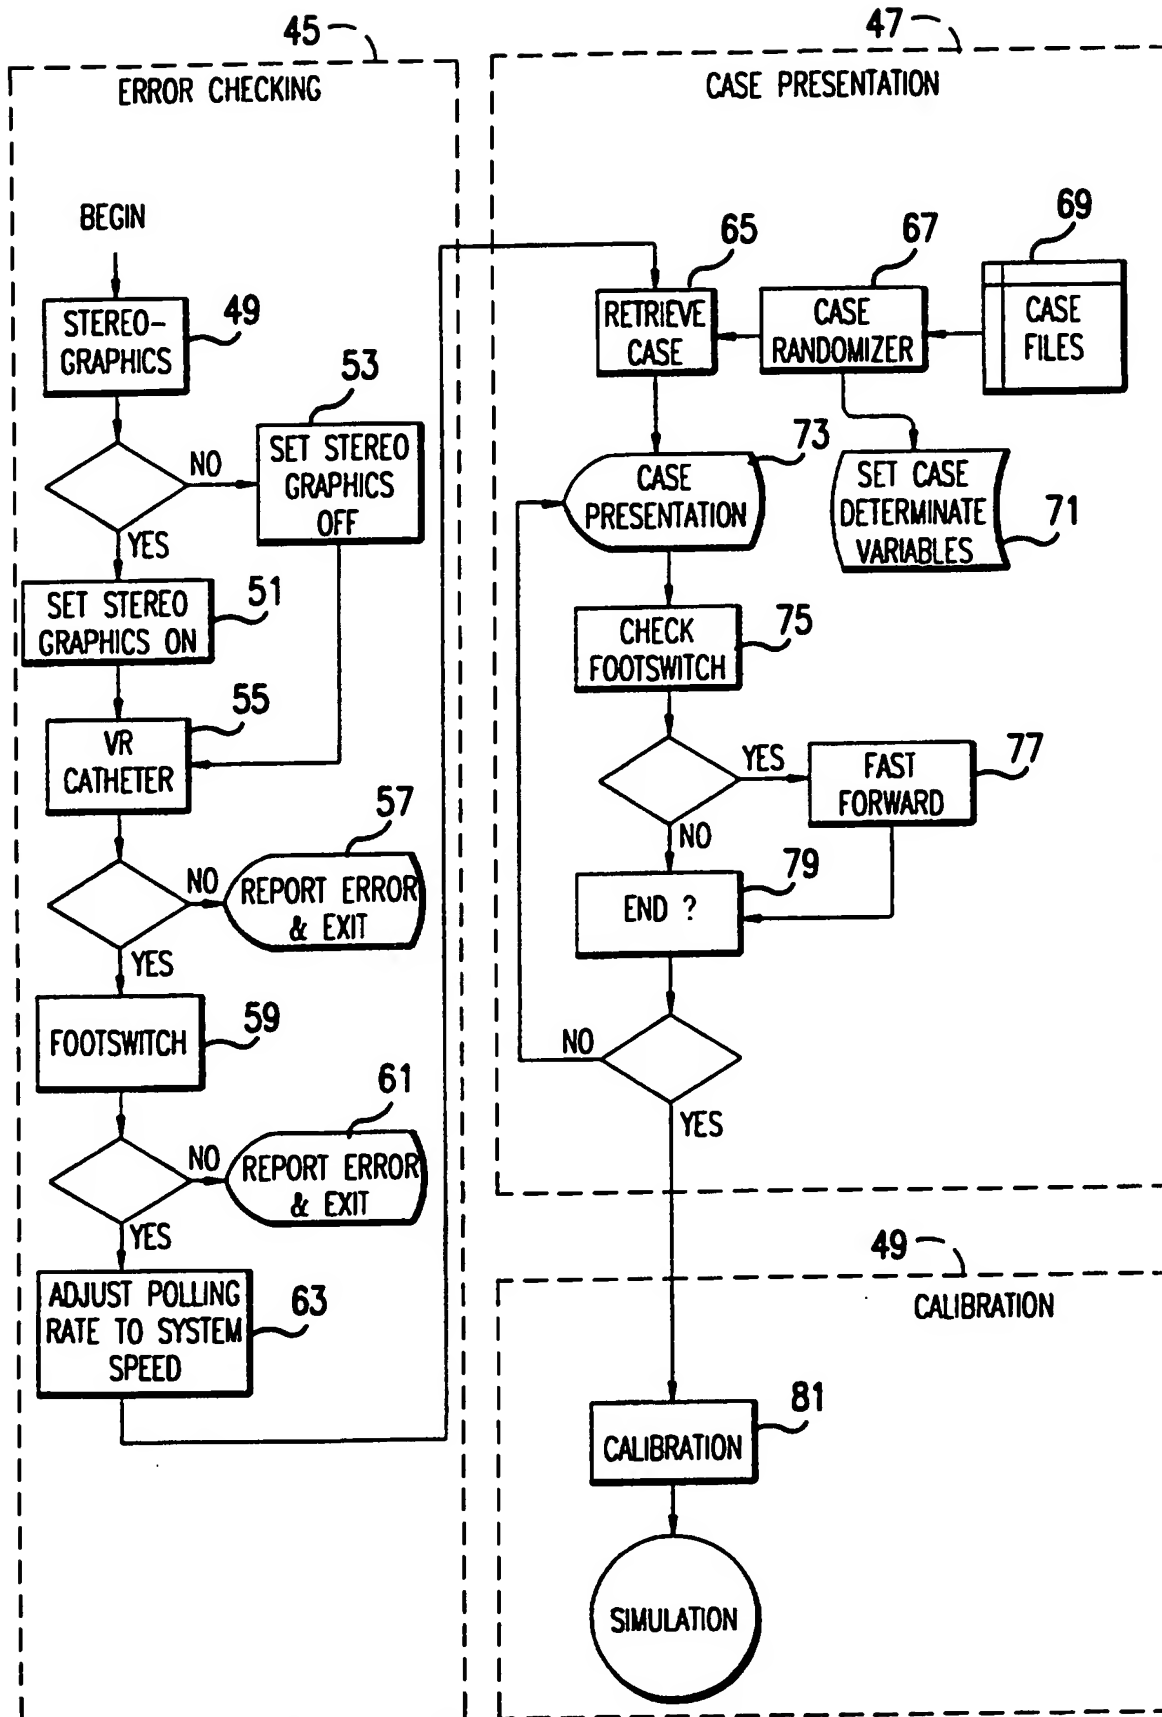 45
ERROR CHECKING
BEGIN
STEREO-
GRAPHICS
49
NO
53
SET STEREO
GRAPHICS
OFF
YES
SET STEREO
GRAPHICS ON
51
VR
CATHETER
55
NO
57
REPORT ERROR
& EXIT
YES
FOOTSWITCH
59
NO
61
REPORT ERROR
& EXIT
YES
ADJUST POLLING
RATE TO SYSTEM
SPEED
63
47
CASE PRESENTATION
65
RETRIEVE
CASE
67
CASE
RANDOMIZER
69
CASE
FILES
73
CASE
PRESENTATION
SET CASE
DETERMINATE
VARIABLES
71
CHECK
FOOTSWITCH
75
YES
FAST
FORWARD
77
NO
END ?
79
NO
YES
49
CALIBRATION
CALIBRATION
81
SIMULATION